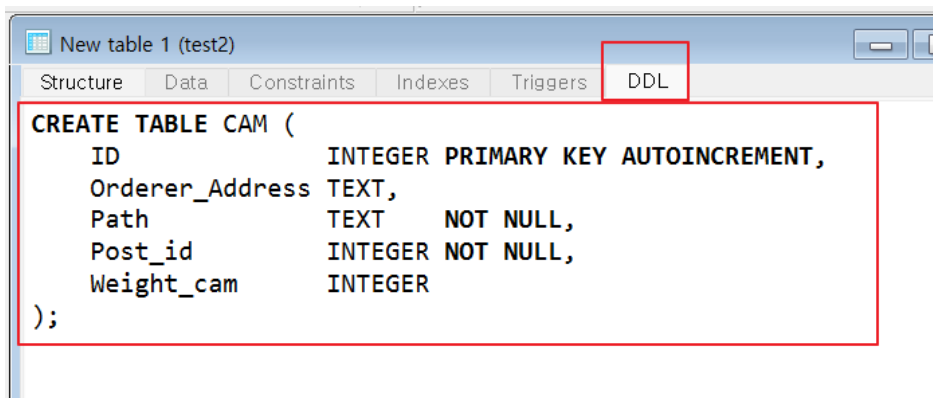 New table 1 (test2)
Structure Data Constraints Indexes Triggers DDL
CREATE TABLE CAM (
    ID              INTEGER PRIMARY KEY AUTOINCREMENT,
    Orderer_Address TEXT,
    Path            TEXT    NOT NULL,
    Post_id         INTEGER NOT NULL,
    Weight_cam      INTEGER
);